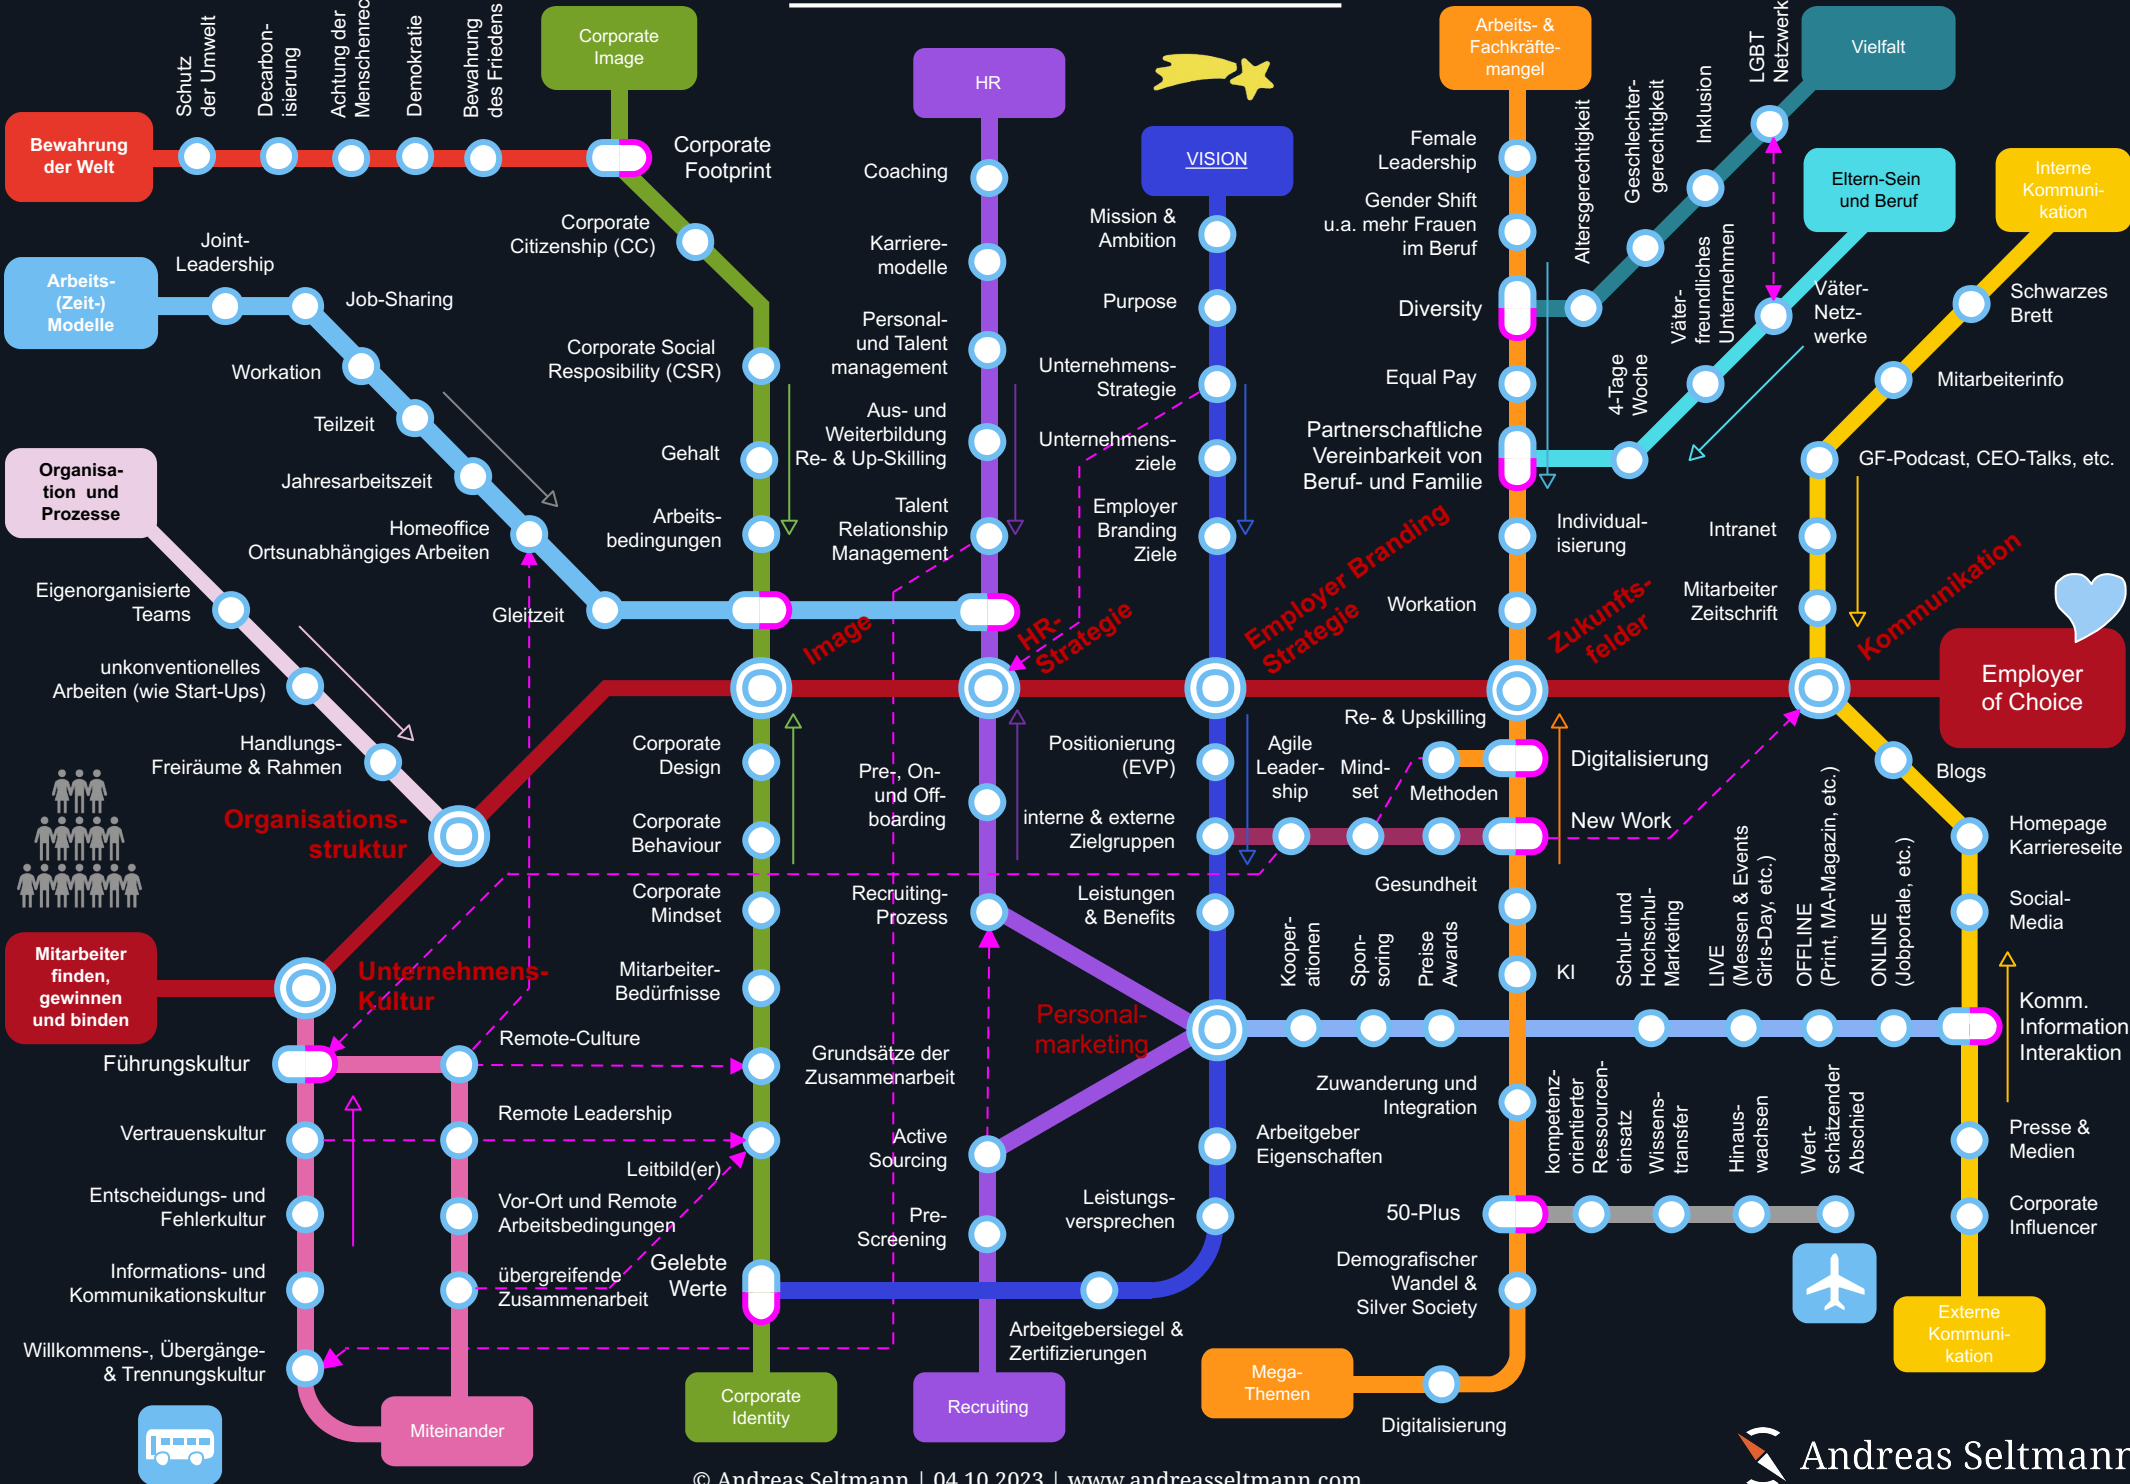 Schutz
der Umwelt
Decarbon-
isierung
Achtung der
Demokratie
Bewahrung
des Friedens
Corporate
Image
HR
Arbeits- &
Fachkräfte-
mangel
LGBT
Netzwerk
Vielfalt
Bewahrung
der Welt
Corporate
Footprint
Coaching
VISION
Female
Leadership
Altersgerechtigkeit
Geschlechter-
gerechtigkeit
Inklusion
Eltern-Sein
und Beruf
Interne
Kommuni-
kation
Joint-
Leadership
Corporate
Citizenship (CC)
Karriere-
modelle
Mission &
Ambition
Gender Shift
u.a. mehr Frauen
im Beruf
Arbeits-
(Zeit-)
Modelle
Job-Sharing
Personal-
und Talent
management
Purpose
Diversity
Väter-
freundliches
Unternehmen
Väter-
Netz-
werke
Schwarzes
Brett
Workation
Corporate Social
Resposibility (CSR)
Unternehmens-
Strategie
Equal Pay
4-Tage
Woche
Mitarbeiterinfo
Teilzeit
Gehalt
Aus- und
Weiterbildung
Re- & Up-Skilling
Unternehmens-
ziele
Partnerschaftliche
Vereinbarkeit von
Beruf- und Familie
GF-Podcast, CEO-Talks, etc.
Organisa-
tion und
Prozesse
Jahresarbeitszeit
Homeoffice
Ortsunabhängiges Arbeiten
Arbeits-
bedingungen
Talent
Relationship
Management
Employer
Branding
Ziele
Individual-
isierung
Intranet
Eigenorganisierte
Teams
Gleitzeit
Image
HR-
Strategie
Employer Branding
Strategie
Workation
Zukunfts-
felder
Mitarbeiter
Zeitschrift
Kommunikation
unkonventionelles
Arbeiten (wie Start-Ups)
Employer
of Choice
Handlungs-
Freiräume & Rahmen
Corporate
Design
Pre-, On-
und Off-
boarding
Positionierung
(EVP)
Agile
Leader-
ship
Mind-
set
Re- & Upskilling
Methoden
Digitalisierung
Blogs
Organisations-
struktur
Corporate
Behaviour
interne & externe
Zielgruppen
New Work
Homepage
Karriereseite
Corporate
Mindset
Recruiting-
Prozess
Leistungen
& Benefits
Gesundheit
Social-
Media
Mitarbeiter
finden,
gewinnen
und binden
Unternehmens-
Kultur
Mitarbeiter-
Bedürfnisse
Kooper-
ationen
Spon-
soring
Preise
Awards
KI
Schul- und
Hochschul-
Marketing
LIVE
(Messen & Events
Girls-Day, etc.)
OFFLINE
(Print, MA-Magazin, etc.)
ONLINE
(Jobportale, etc.)
Personal-
marketing
Komm.
Information
Interaktion
Führungskultur
Remote-Culture
Grundsätze der
Zusammenarbeit
Zuwanderung und
Integration
kompetenz-
orientierter
Ressourcen-
einsatz
Wissens-
transfer
Hinaus-
wachsen
Wert-
schätzender
Abschied
Vertrauenskultur
Remote Leadership
Leitbild(er)
Active
Sourcing
Arbeitgeber
Eigenschaften
Presse &
Medien
Entscheidungs- und
Fehlerkultur
Vor-Ort und Remote
Arbeitsbedingungen
Pre-
Screening
Leistungs-
versprechen
50-Plus
Corporate
Influencer
Informations- und
Kommunikationskultur
übergreifende
Zusammenarbeit
Gelebte
Werte
Demografischer
Wandel &
Silver Society
Willkommens-, Übergänge-
& Trennungskultur
Arbeitgebersiegel &
Zertifizierungen
Externe
Kommuni-
kation
Miteinander
Corporate
Identity
Recruiting
Mega-
Themen
Digitalisierung
Andreas Seltmann
© Andreas Seltmann | 04.10.2023 | www.andreasseltmann.com